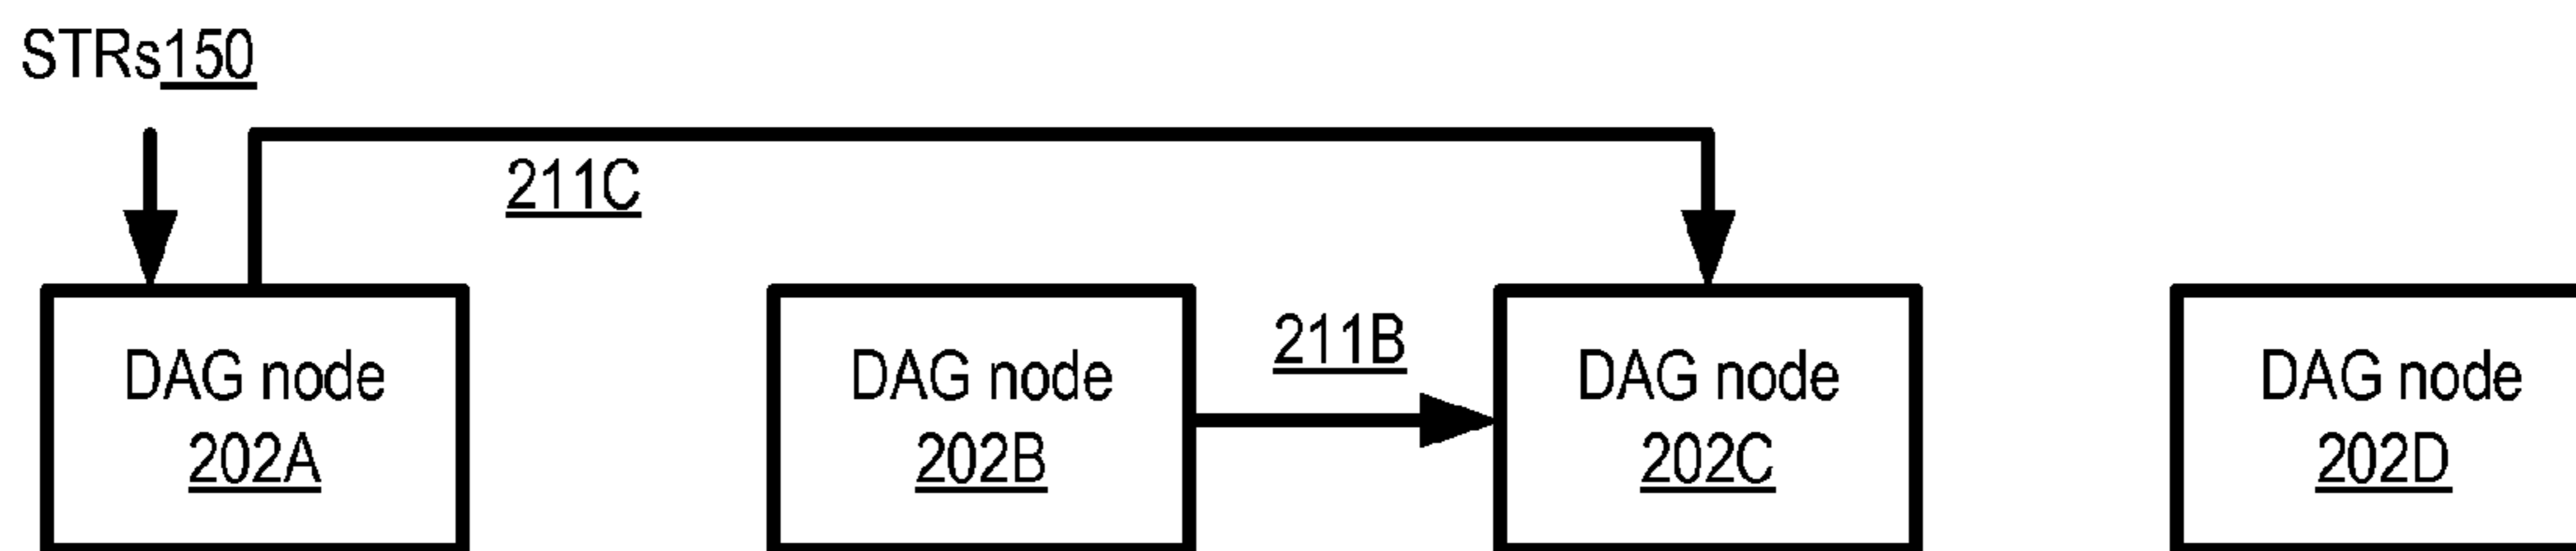 STRs150
211C
211B
DAG node
202A
DAG node
202B
DAG node
202C
DAG node
202D